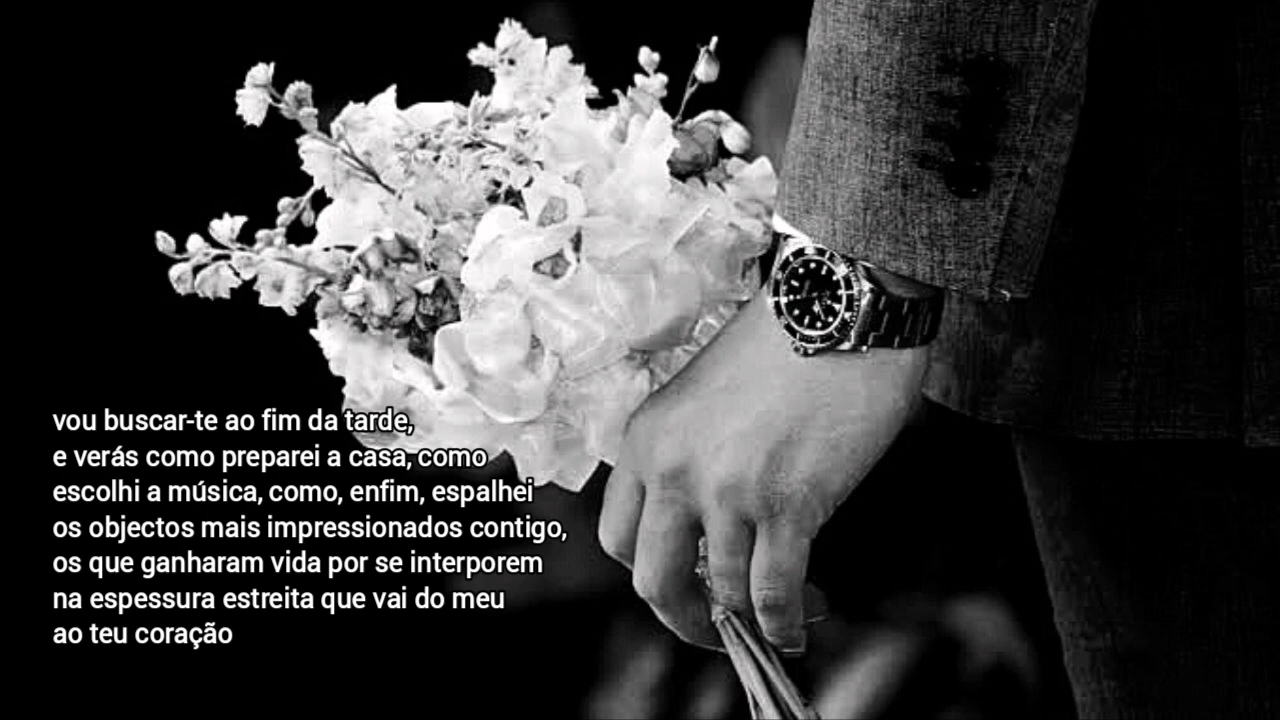 vou buscar-te ao fim da tarde,
e verás como preparei a casa, como
escolhi a música, como, enfim, espalhei
os objectos mais impressionados contigo,
os que ganharam vida por se interporem
na espessura estreita que vai do meu
ao teu coração